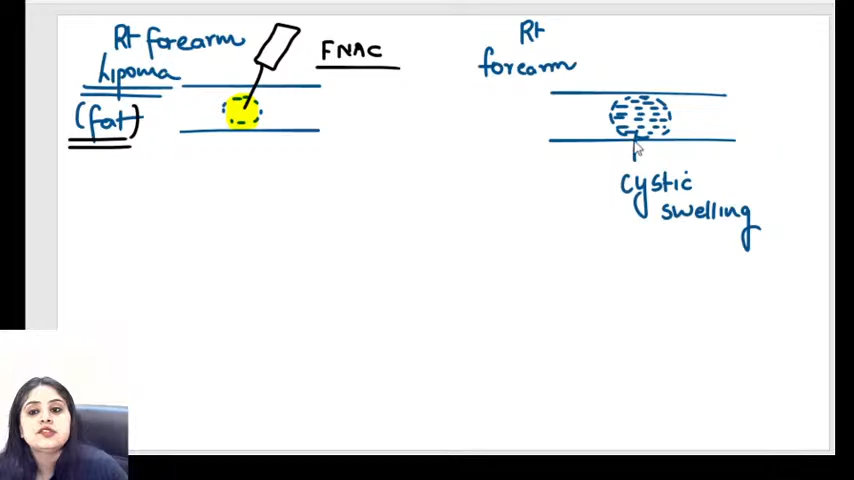 Rt forearm
Lipoma
(fat)
FNAC
Rt
forearm
cystic
swelling